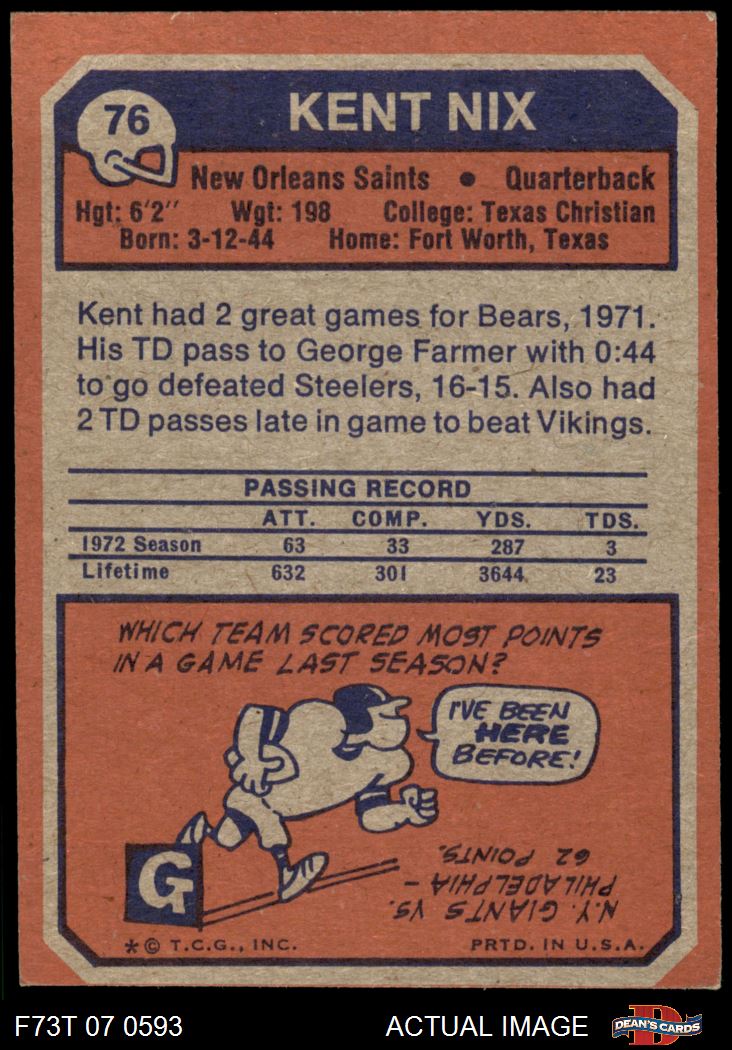 76
KENT NIX
New Orleans Saints • Quarterback
Hgt: 6'2" Wgt: 198 College: Texas Christian
Born: 3-12-44 Home: Fort Worth, Texas
Kent had 2 great games for Bears, 1971.
His TD pass to George Farmer with 0:44
to go defeated Steelers, 16-15. Also had
2 TD passes late in game to beat Vikings.
PASSING RECORD
ATT. COMP. YDS. TDS.
1972 Season 63 33 287 3
Lifetime 632 301 3644 23
WHICH TEAM SCORED MOST POINTS
IN A GAME LAST SEASON?
I'VE BEEN
HERE
BEFORE!
G
N.Y. GIANTS VS.
PHILADELPHIA –
62 POINTS.
* © T.C.G., INC. PRTD. IN U.S.A.
F73T 07 0593 ACTUAL IMAGE
D
DEAN'S CARDS